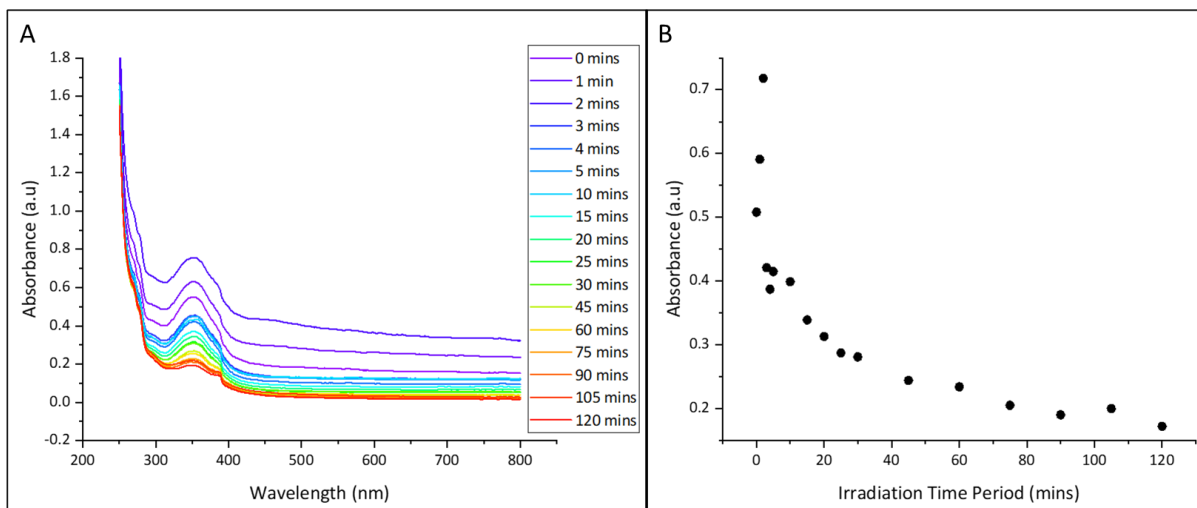 A
1.8
1.6
1.4
1.2
1.0
0.8
0.6
0.4
0.2
0.0
-0.2
200 300 400 500 600 700 800
Absorbance (a.u)
Wavelength (nm)
0 mins
1 min
2 mins
3 mins
4 mins
5 mins
10 mins
15 mins
20 mins
25 mins
30 mins
45 mins
60 mins
75 mins
90 mins
105 mins
120 mins
B
0.7
0.6
0.5
0.4
0.3
0.2
0 20 40 60 80 100 120
Absorbance (a.u)
Irradiation Time Period (mins)